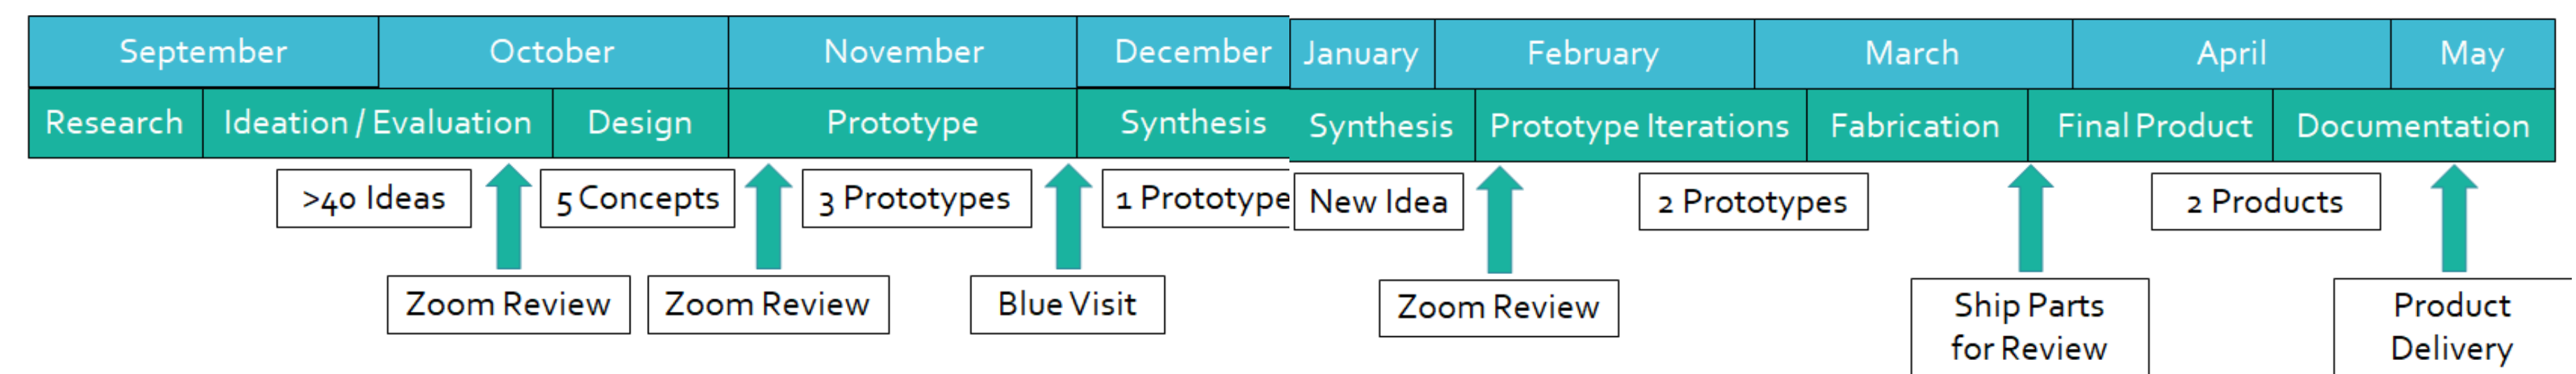 September October November December January February March April May
Research Ideation / Evaluation Design Prototype Synthesis Synthesis Prototype Iterations Fabrication Final Product Documentation
>40 Ideas 5 Concepts 3 Prototypes 1 Prototype New Idea 2 Prototypes 2 Products
Zoom Review Zoom Review Blue Visit Zoom Review Ship Parts Product
for Review Delivery